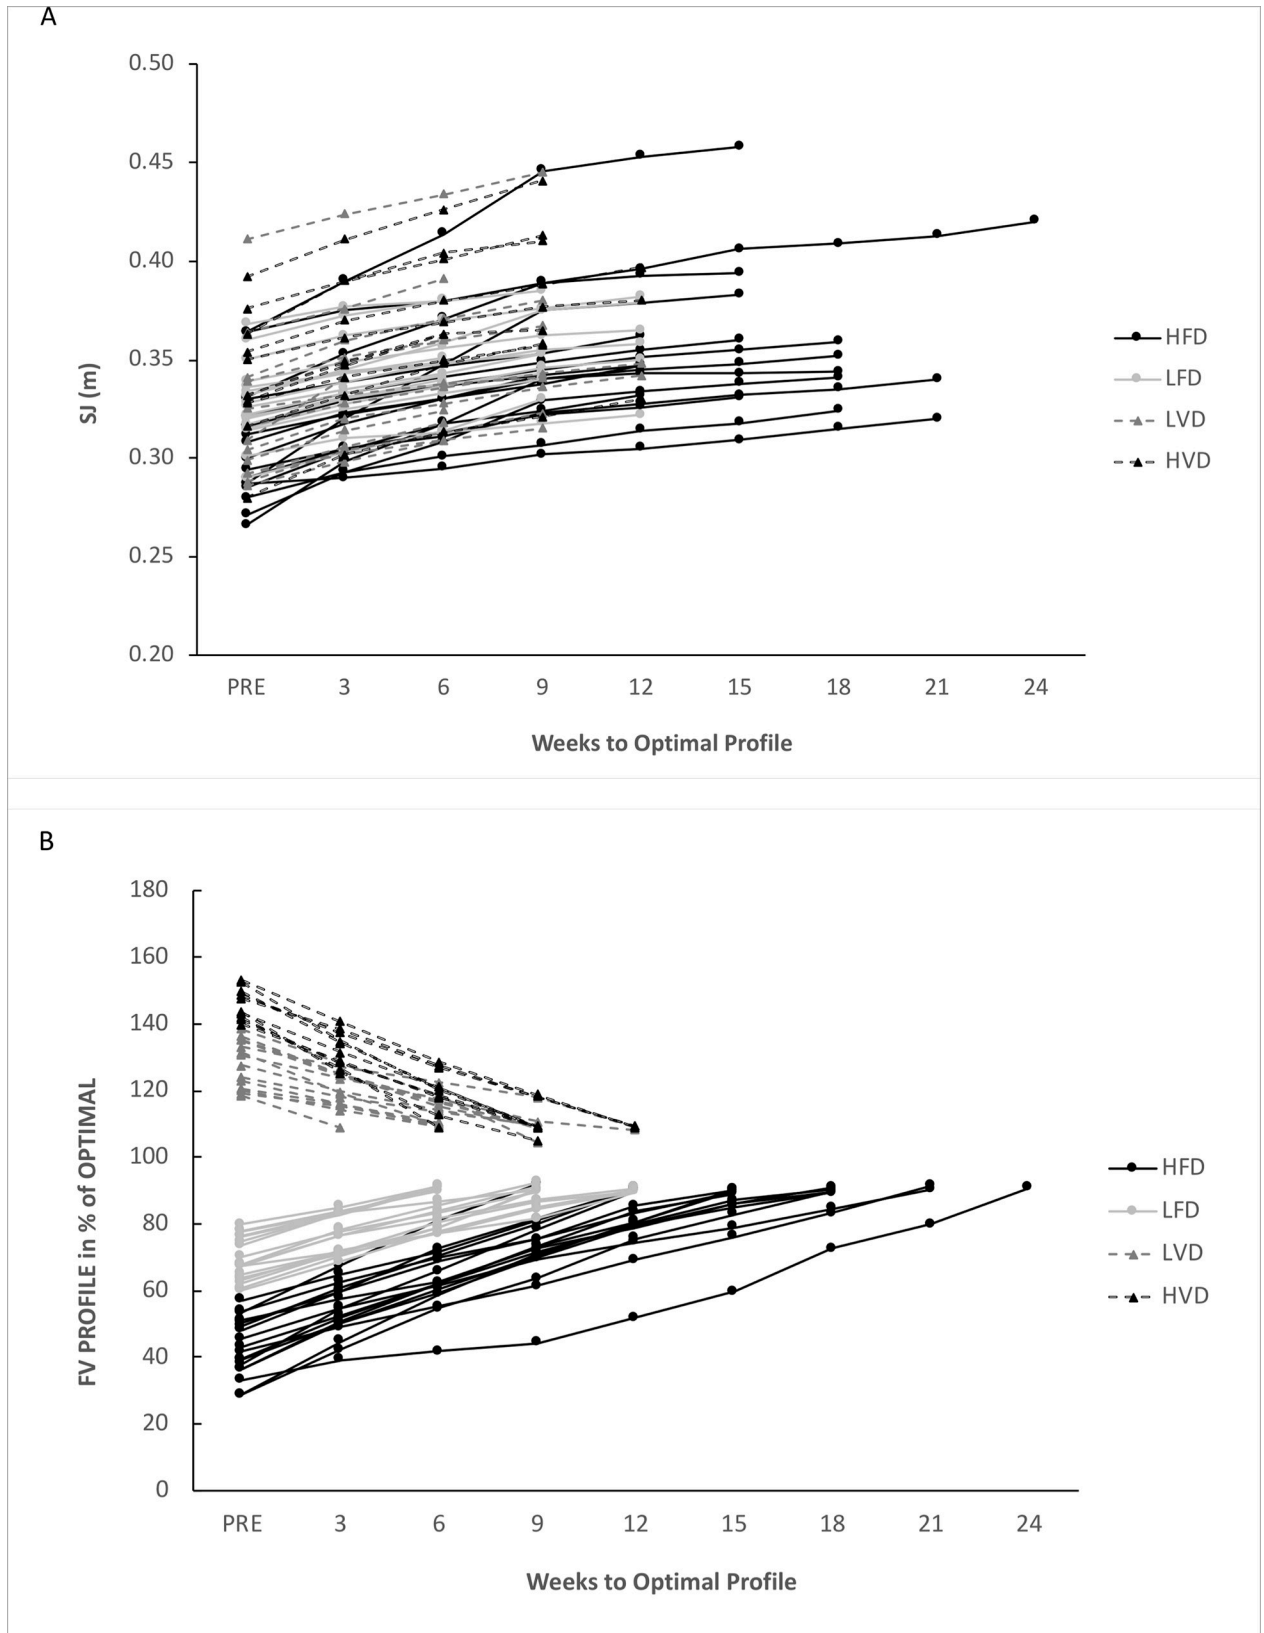 A
0.50
0.45
0.40
0.35
0.30
0.25
0.20
SJ (m)
PRE 3 6 9 12 15 18 21 24
Weeks to Optimal Profile
HFD
LFD
LVD
HVD
B
180
160
140
120
100
80
60
40
20
0
FV PROFILE in % of OPTIMAL
PRE 3 6 9 12 15 18 21 24
Weeks to Optimal Profile
HFD
LFD
LVD
HVD